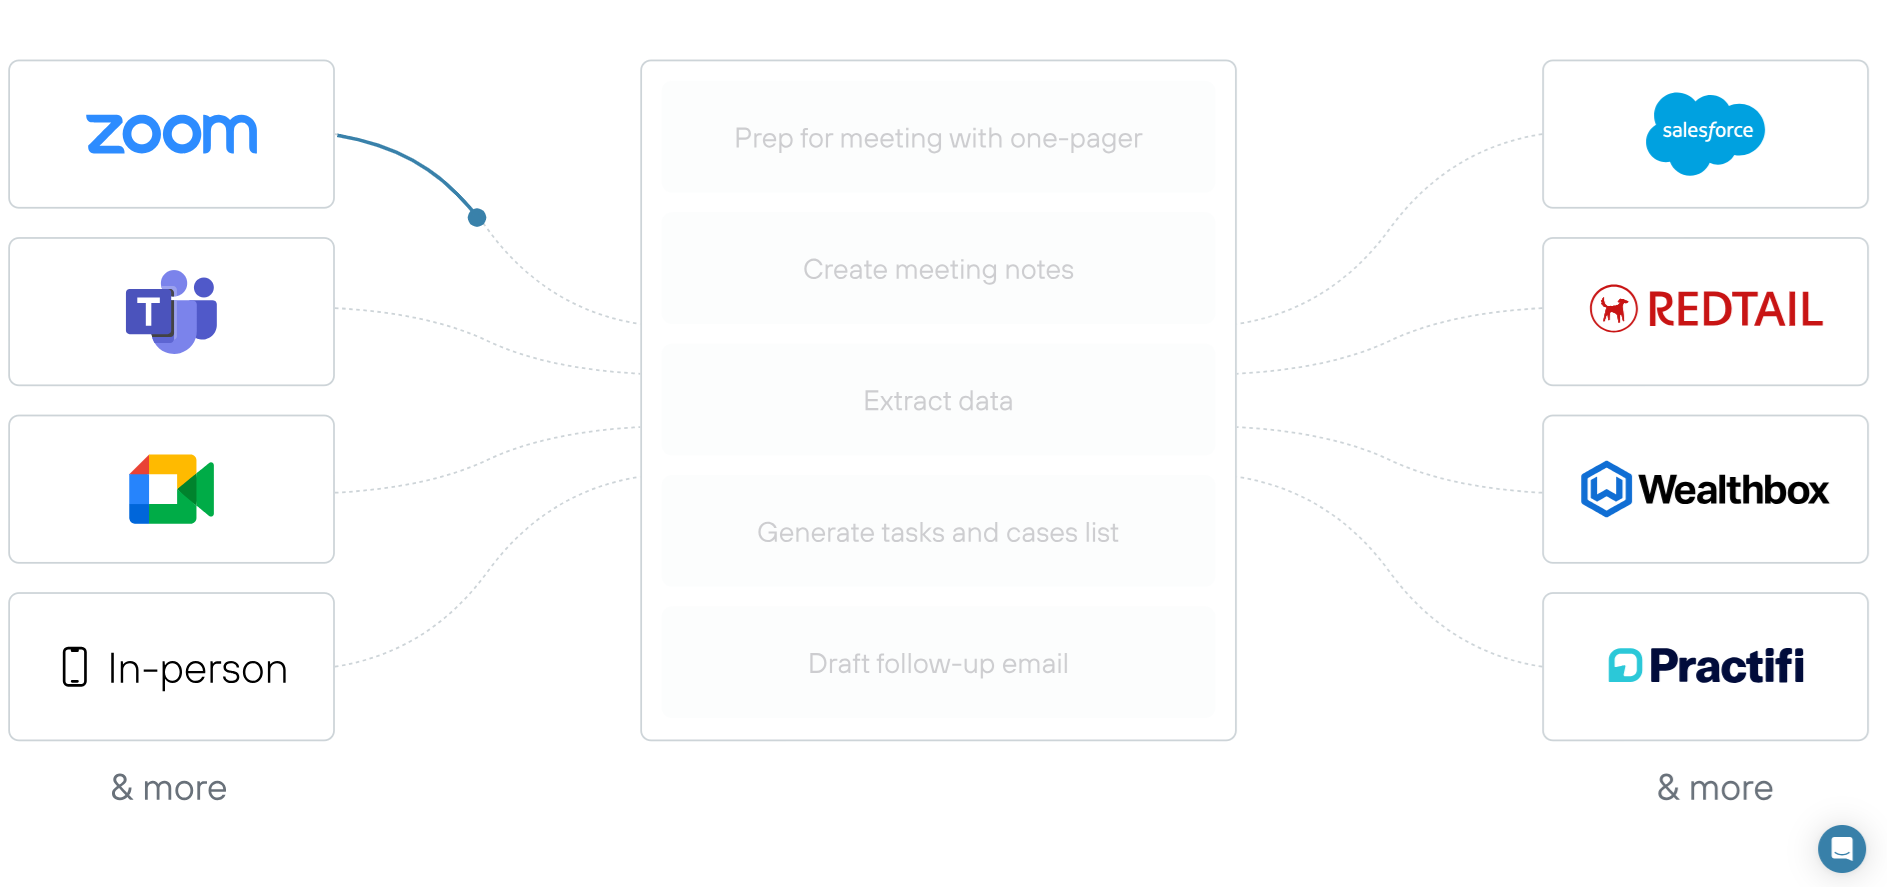 zoom
T
In-person
& more
Prep for meeting with one-pager
Create meeting notes
Extract data
Generate tasks and cases list
Draft follow-up email
salesforce
REDTAIL
Wealthbox
Practifi
& more